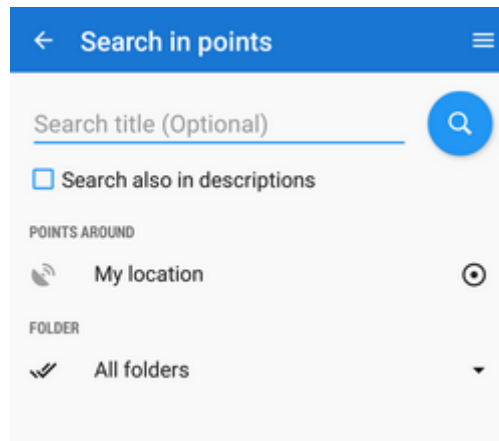 Search in points
Search title (Optional)
Search also in descriptions
POINTS AROUND
My location
FOLDER
All folders